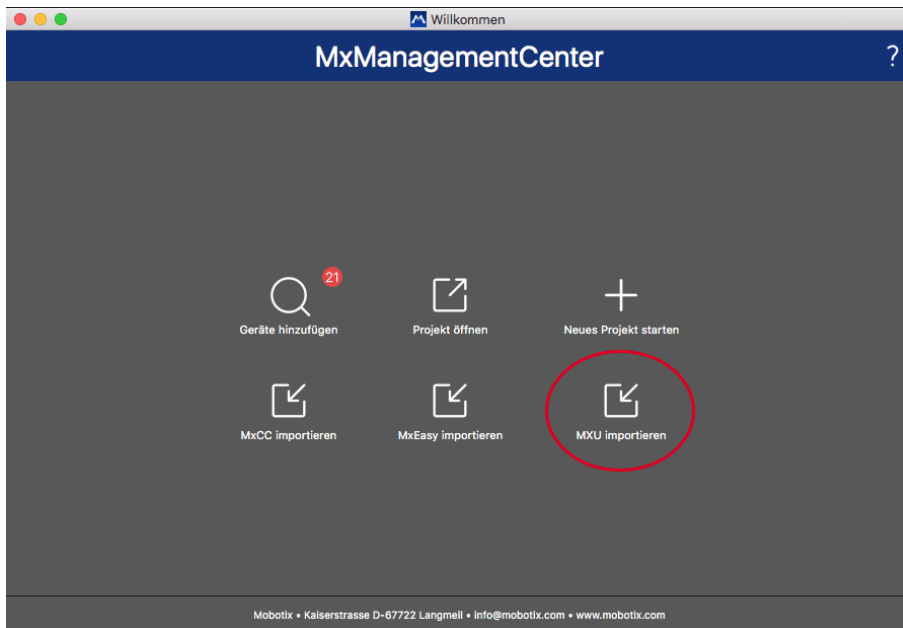 Willkommen
MxManagementCenter
?
21
Geräte hinzufügen
Projekt öffnen
Neues Projekt starten
MxCC importieren
MxEasy importieren
MXU importieren
Mobotix • Kaiserstrasse D-67722 Langmeil • info@mobotix.com • www.mobotix.com